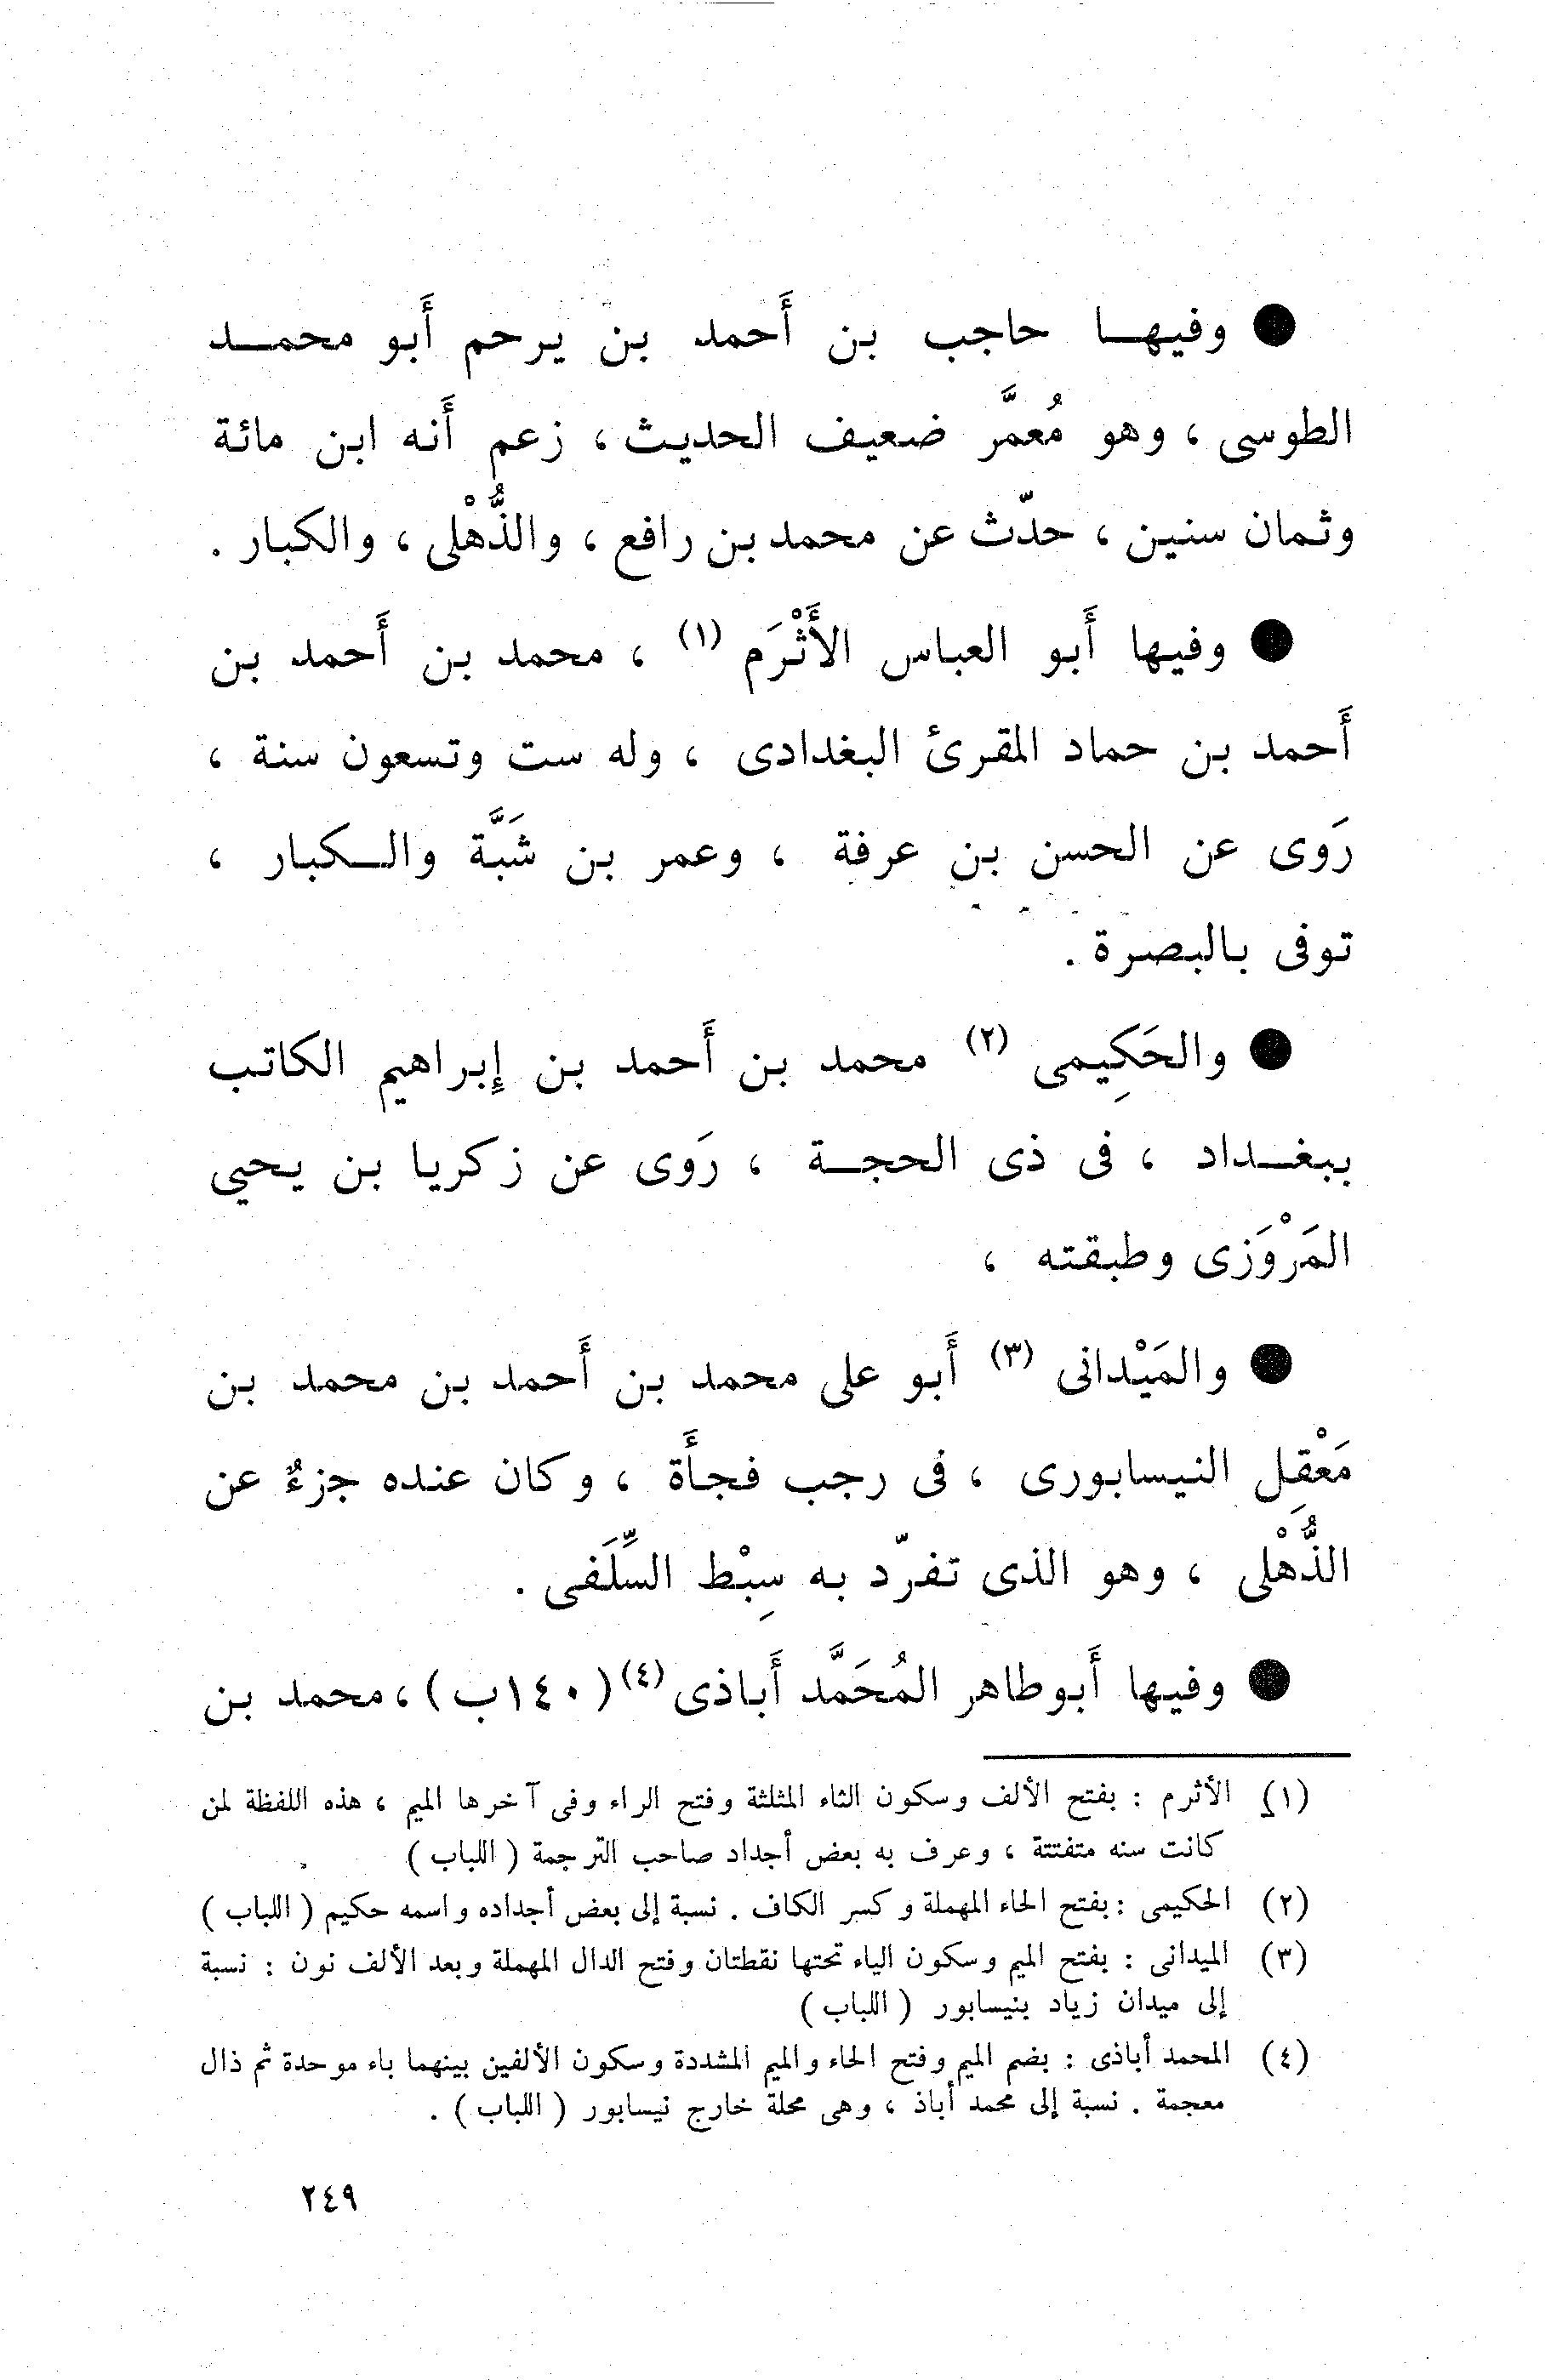 ● وفيهـا حاجب بن أَحمد بن يرحم أَبو محمـد
الطوسى ، وهو مُعمَّر ضعيف الحديث ، زعم أَنه ابن مائة
وثمان سنين ، حدّث عن محمد بن رافع ، والذُّهْلى ، والكبار .
● وفيها أَبو العباس الأَثْرَم (١) ، محمد بن أَحمد بن
أَحمد بن حماد المقرئ البغدادى ، وله ست وتسعون سنة ،
رَوى عن الحسن بن عرفة ، وعمر بن شَبَّة والـكبار ،
توفى بالبصرة .
● والحَكِيمى (٢) محمد بن أَحمد بن إِبراهيم الكاتب
ببغـداد ، فى ذى الحجـة ، رَوى عن زكريا بن يحيى
المَرْوَزى وطبقته ،
● والمَيْدانى (٣) أَبو على محمد بن أَحمد بن محمد بن
مَعْقِل النيسابورى ، فى رجب فجأَة ، وكان عنده جزءٌ عن
الذُّهْلى ، وهو الذى تفرّد به سِبْط السِّلَفى .
● وفيها أَبو طاهر المُحَمَّد أَباذى (٤) (١٤٠ب) ، محمد بن
(١) الأثرم : بفتح الألف وسكون الثاء المثلثة وفتح الراء وفى آخرها الميم ، هذه اللفظة لمن
كانت سنه متفتتة ، وعرف به بعض أجداد صاحب الترجمة ( اللباب )
(٢) الحكيمى : بفتح الحاء المهملة وكسر الكاف . نسبة إلى بعض أجداده واسمه حكيم ( اللباب )
(٣) الميدانى : بفتح الميم وسكون الياء تحتها نقطتان وفتح الدال المهملة وبعد الألف نون : نسبة
إلى ميدان زياد بنيسابور ( اللباب )
(٤) المحمد أباذى : بضم الميم وفتح الحاء والميم المشددة وسكون الألفين بينهما باء موحدة ثم ذال
معجمة . نسبة إلى محمد أباذ ، وهى محلة خارج نيسابور ( اللباب ) .
٢٤٩